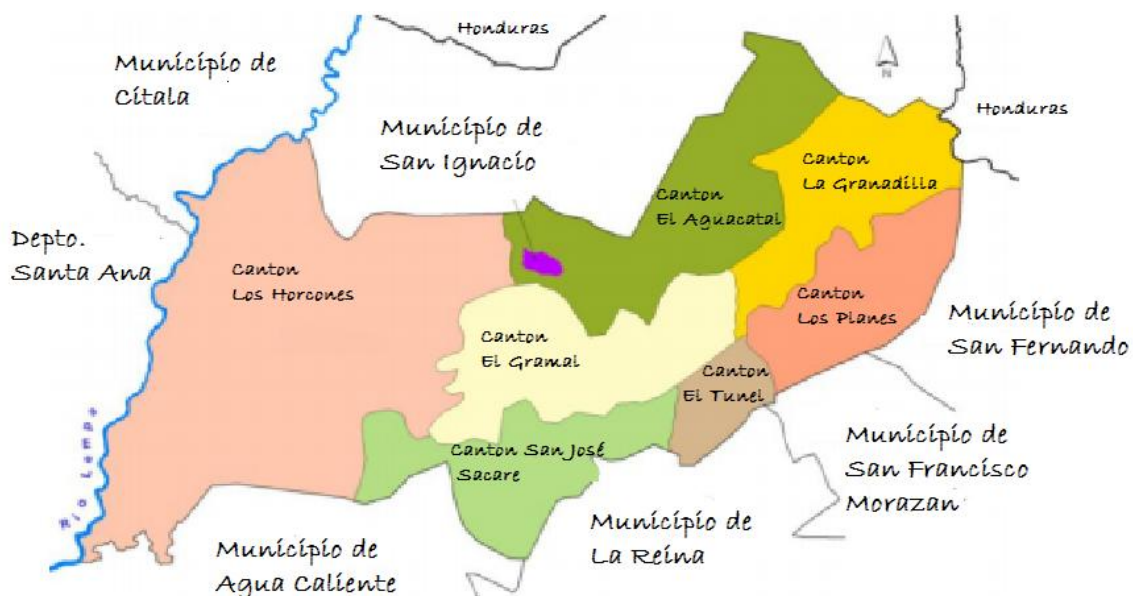 Honduras
Municipio de
Citala
Municipio de
San Ignacio
N
Honduras
Canton
La Granadilla
Canton
El Aguacatal
Depto.
Santa Ana
Canton
Los Horcones
Canton
Los Planes
Municipio de
San Fernando
Canton
El Gramal
Canton
El Tunel
Canton San José
Sacare
Municipio de
San Francisco
Morazan
Río Lempa
Municipio de
La Reina
Municipio de
Agua Caliente